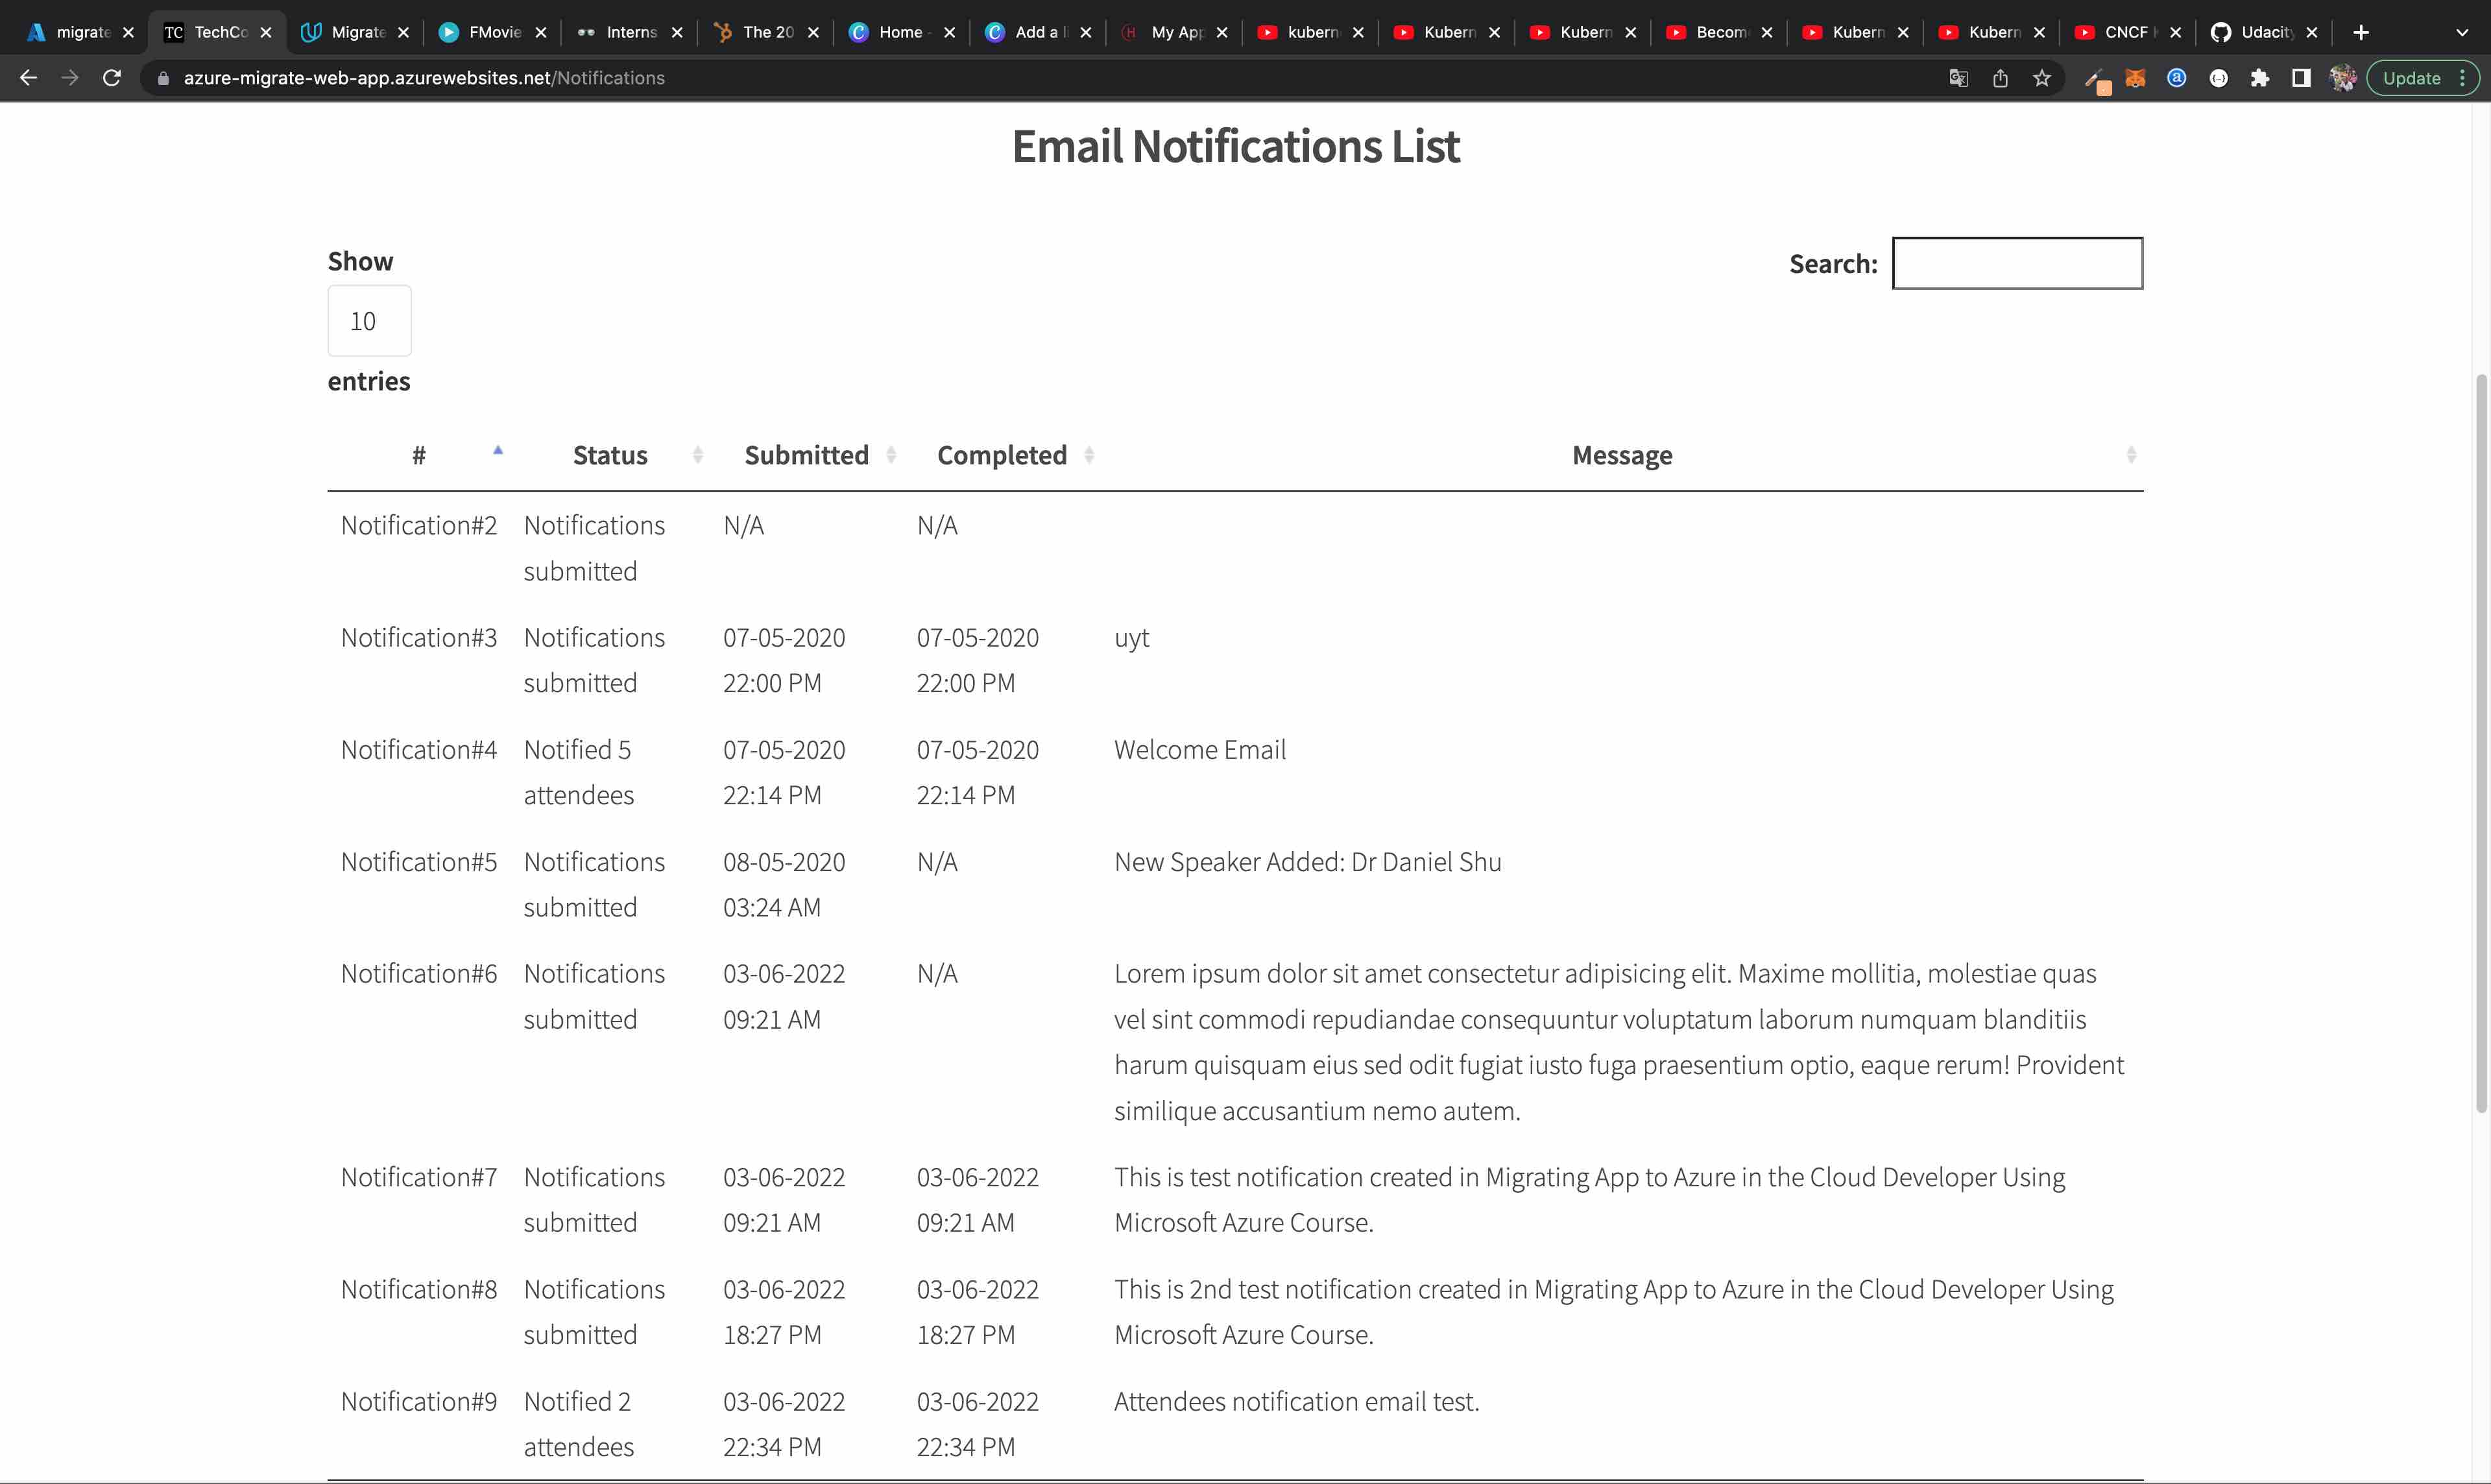 migrate TechCo Migrate FMovie Interns The 20 Home - Add a li My App kubern Kubern Kubern Becom Kubern Kubern CNCF Udacity
azure-migrate-web-app.azurewebsites.net/Notifications Update
Email Notifications List
Show
10
entries
Search:
# Status Submitted Completed Message
Notification#2 Notifications N/A N/A
submitted
Notification#3 Notifications 07-05-2020 07-05-2020 uyt
submitted 22:00 PM 22:00 PM
Notification#4 Notified 5 07-05-2020 07-05-2020 Welcome Email
attendees 22:14 PM 22:14 PM
Notification#5 Notifications 08-05-2020 N/A New Speaker Added: Dr Daniel Shu
submitted 03:24 AM
Notification#6 Notifications 03-06-2022 N/A Lorem ipsum dolor sit amet consectetur adipisicing elit. Maxime mollitia, molestiae quas
submitted 09:21 AM vel sint commodi repudiandae consequuntur voluptatum laborum numquam blanditiis
harum quisquam eius sed odit fugiat iusto fuga praesentium optio, eaque rerum! Provident
similique accusantium nemo autem.
Notification#7 Notifications 03-06-2022 03-06-2022 This is test notification created in Migrating App to Azure in the Cloud Developer Using
submitted 09:21 AM 09:21 AM Microsoft Azure Course.
Notification#8 Notifications 03-06-2022 03-06-2022 This is 2nd test notification created in Migrating App to Azure in the Cloud Developer Using
submitted 18:27 PM 18:27 PM Microsoft Azure Course.
Notification#9 Notified 2 03-06-2022 03-06-2022 Attendees notification email test.
attendees 22:34 PM 22:34 PM